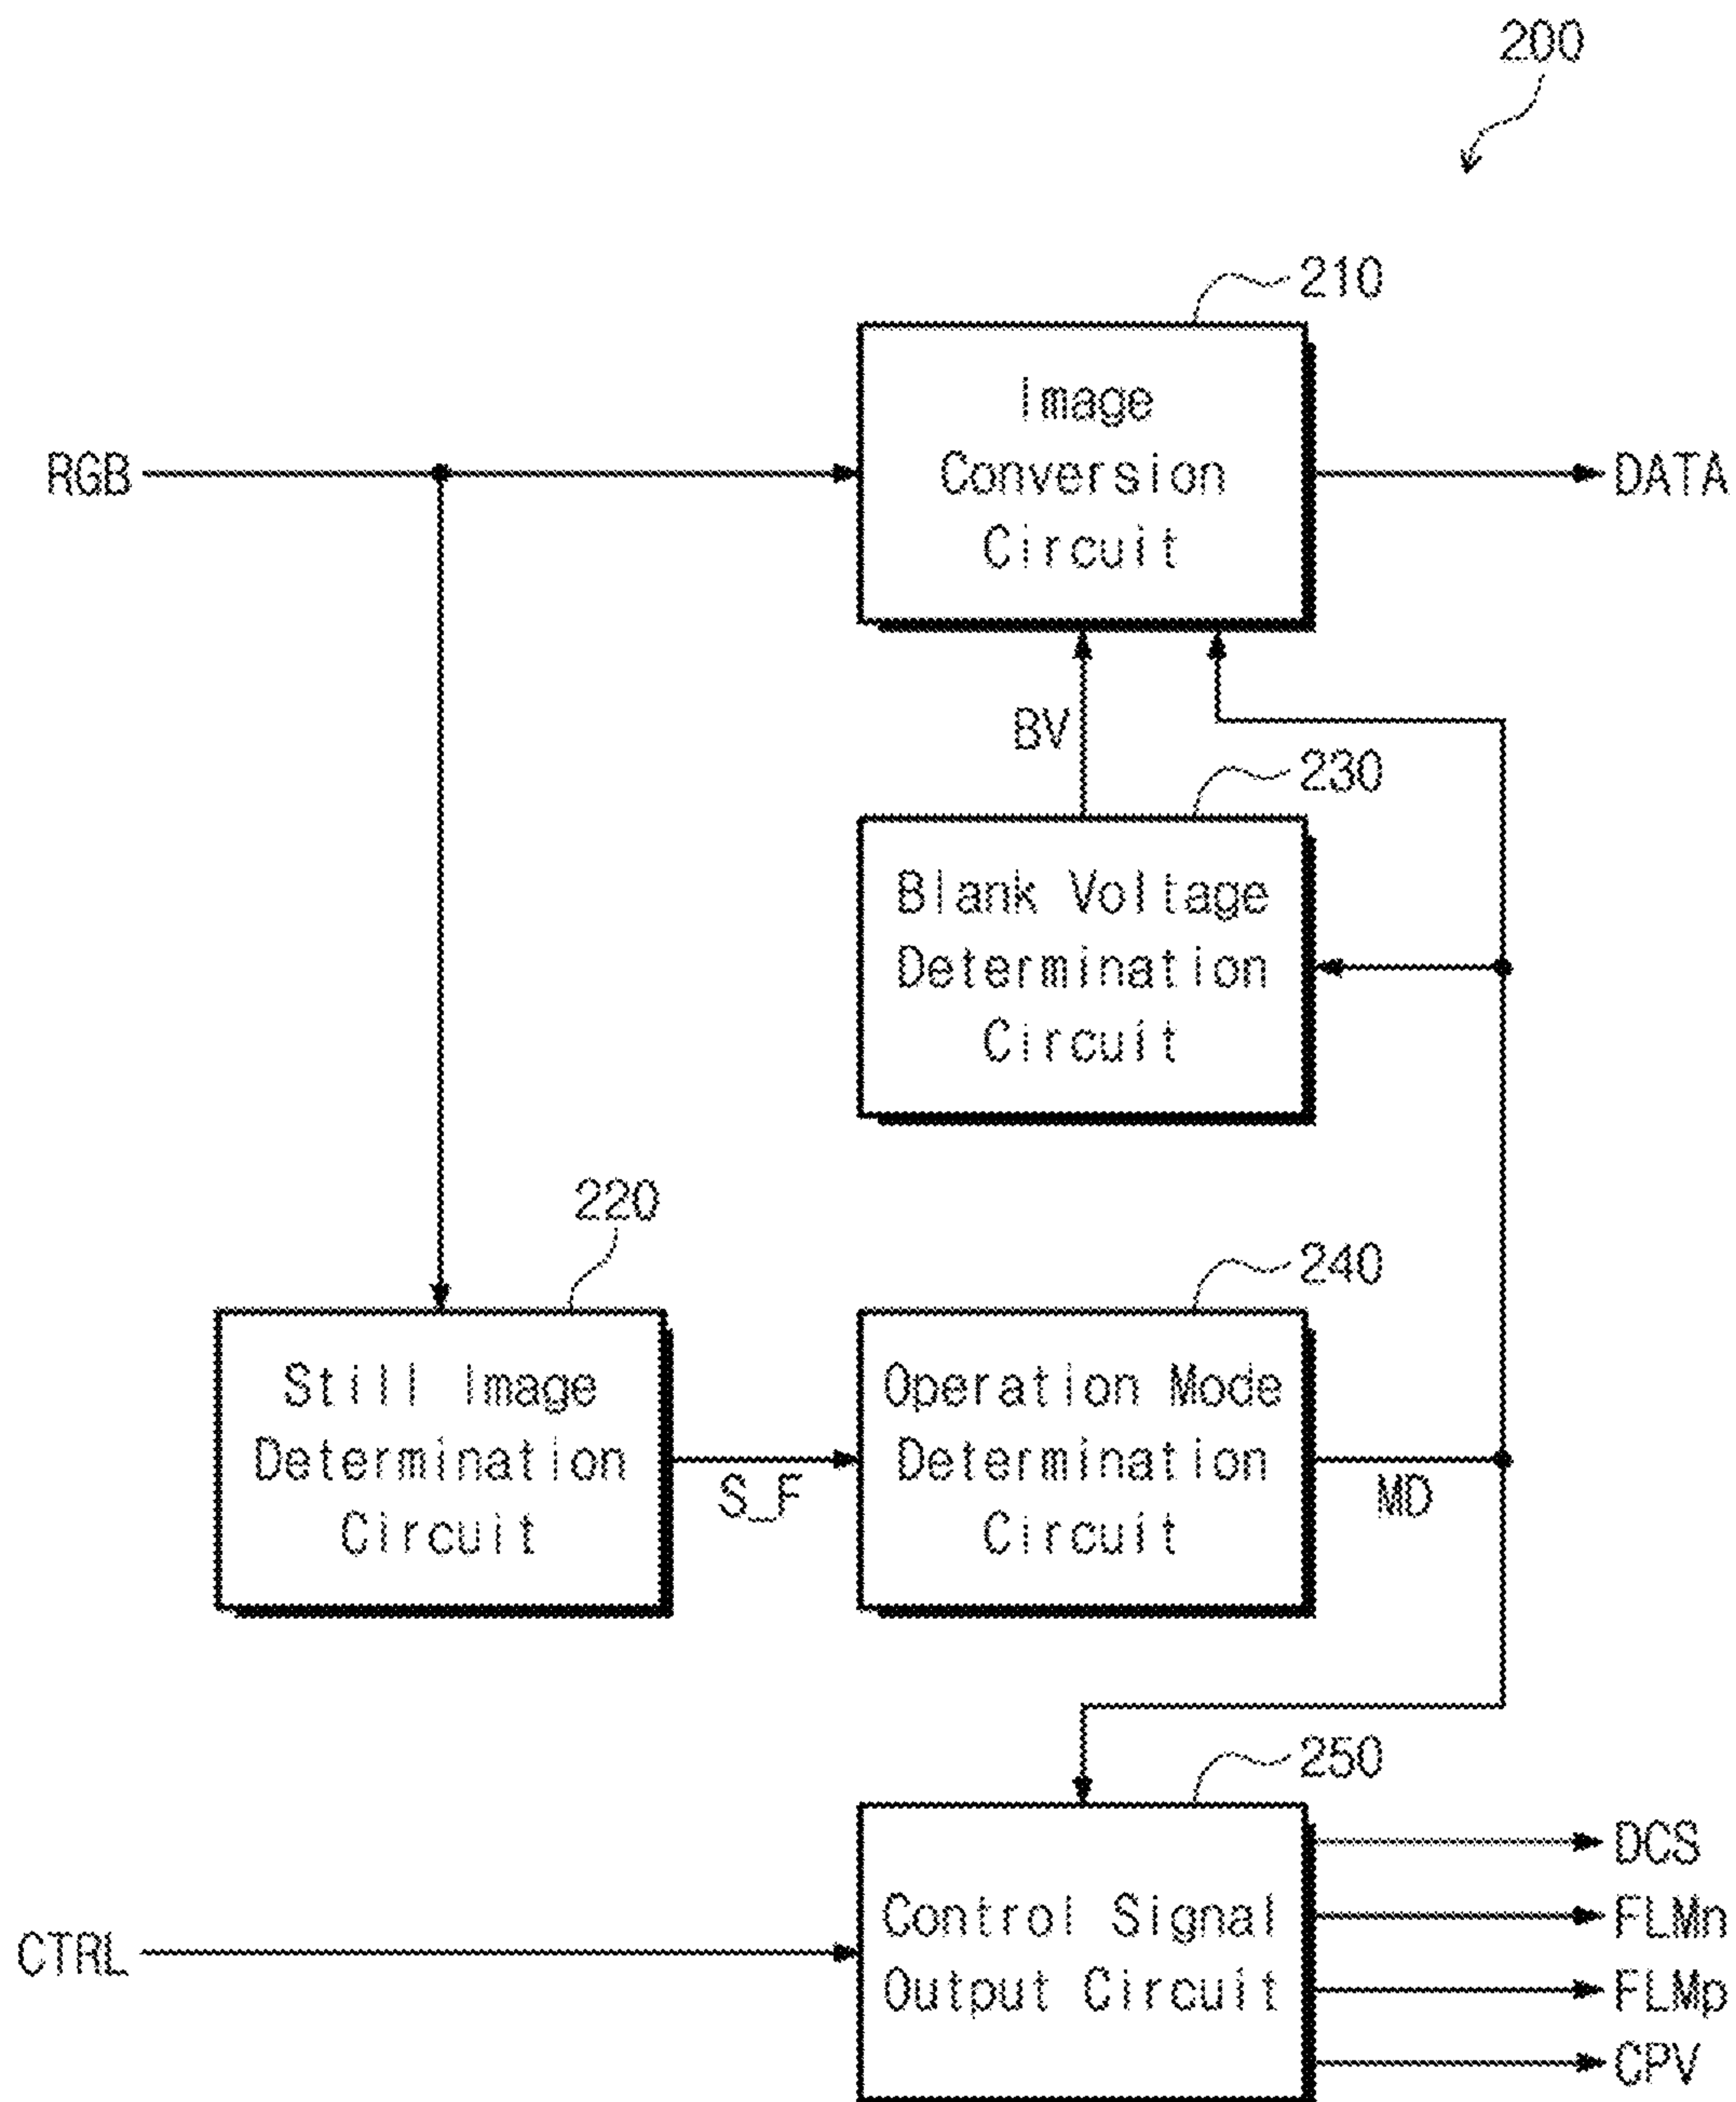 200
210
Image
Conversion
Circuit
RGB
DATA
BV
230
Blank Voltage
Determination
Circuit
220
240
Still Image
Determination
Circuit
S_F
Operation Mode
Determination
Circuit
MD
250
CTRL
Control Signal
Output Circuit
DCS
FLMn
FLMp
CPV